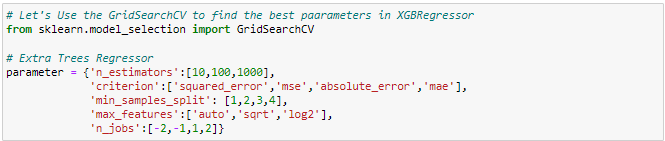 # Let's Use the GridSearchCV to find the best paarameters in XGBRegressor
from sklearn.model_selection import GridSearchCV
# Extra Trees Regressor
parameter = {'n_estimators':[10,100,1000],
'criterion':['squared_error','mse','absolute_error','mae'],
'min_samples_split': [1,2,3,4],
'max_features':['auto','sqrt','log2'],
'n_jobs':[-2,-1,1,2]}